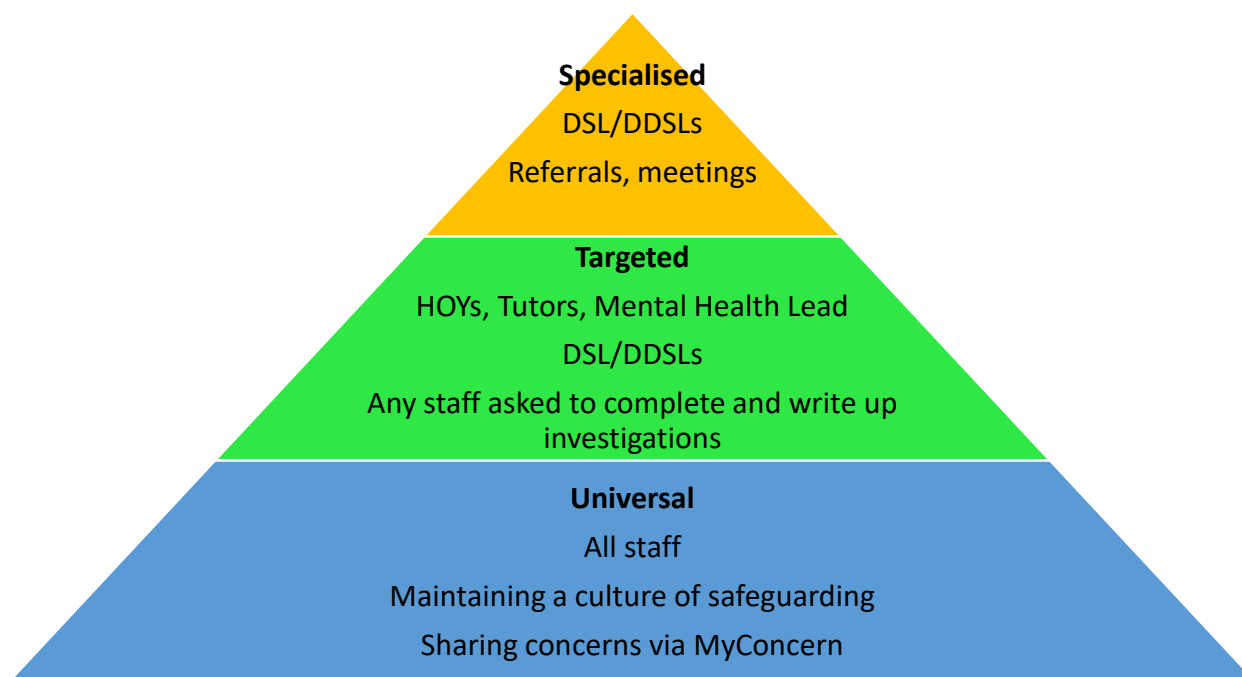 Specialised
DSL/DDSLs
Referrals, meetings
Targeted
HOYs, Tutors, Mental Health Lead
DSL/DDSLs
Any staff asked to complete and write up
investigations
Universal
All staff
Maintaining a culture of safeguarding
Sharing concerns via MyConcern